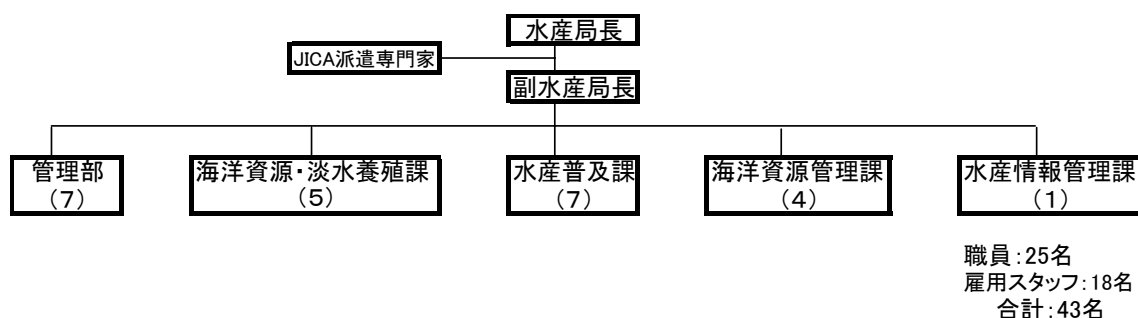 水産局長
JICA派遣専門家
副水産局長
管理部
（7）
海洋資源・淡水養殖課
（5）
水産普及課
（7）
海洋資源管理課
（4）
水産情報管理課
（1）
職員：25名
雇用スタッフ：18名
合計：43名